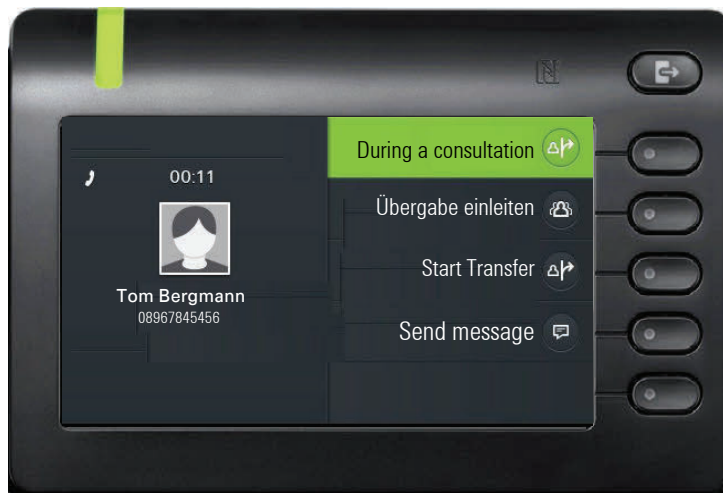 00:11
Tom Bergmann
08967845456
During a consultation
Übergabe einleiten
Start Transfer
Send message